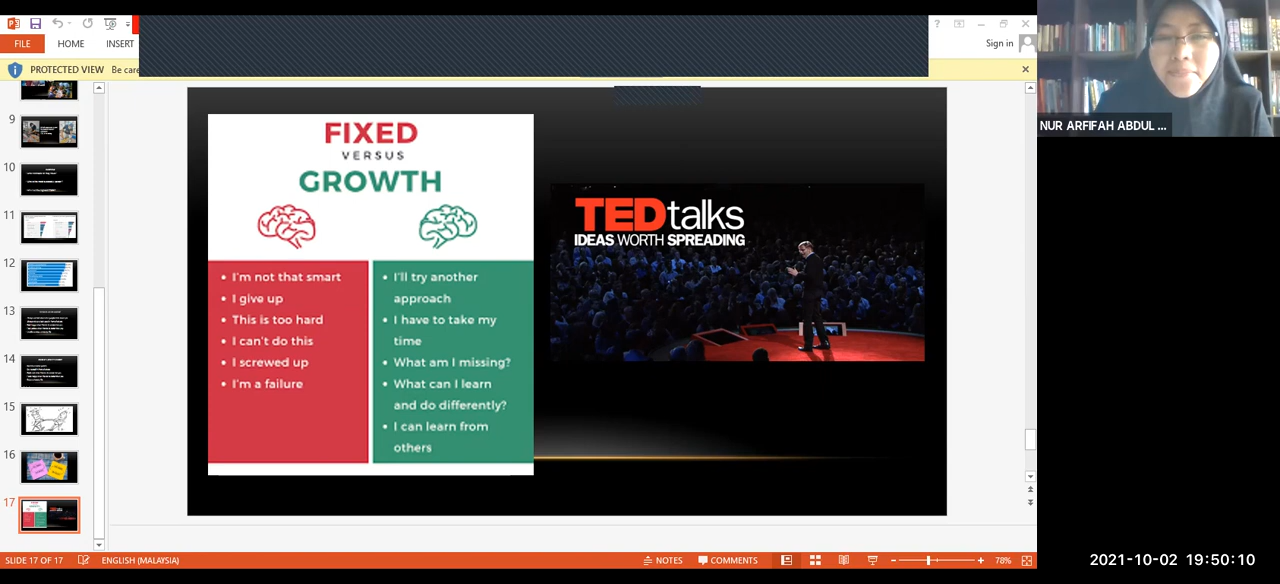 FILE
HOME
INSERT
?
Sign in
PROTECTED VIEW Be care
NUR ARFIFAH ABDUL ...
9
10
11
12
13
14
15
16
17
FIXED
VERSUS
GROWTH
• I'm not that smart
• I give up
• This is too hard
• I can't do this
• I screwed up
• I'm a failure
• I'll try another
approach
• I have to take my
time
• What am I missing?
• What can I learn
and do differently?
• I can learn from
others
TEDtalks
IDEAS WORTH SPREADING
SLIDE 17 OF 17
ENGLISH (MALAYSIA)
NOTES
COMMENTS
78%
2021-10-02 19:50:10